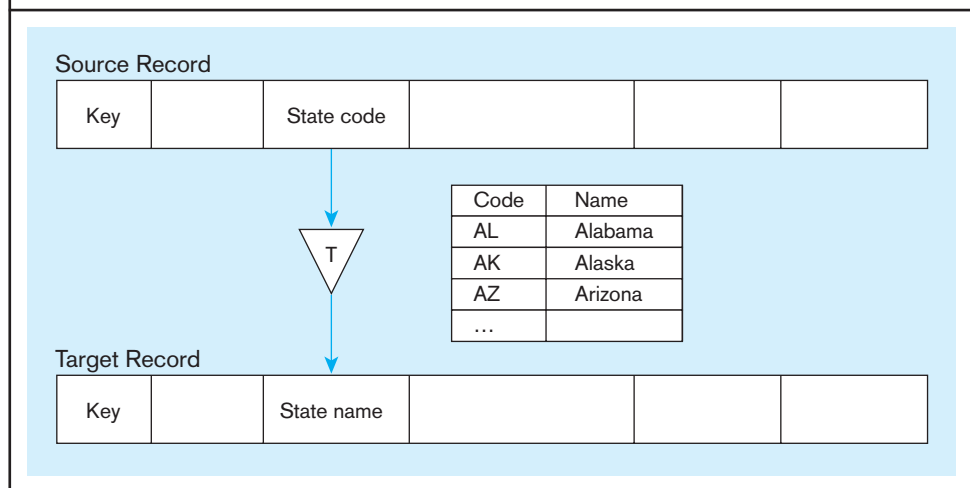 Source Record
Key State code
Code Name
AL Alabama
T
AK Alaska
AZ Arizona
…
Target Record
Key State name